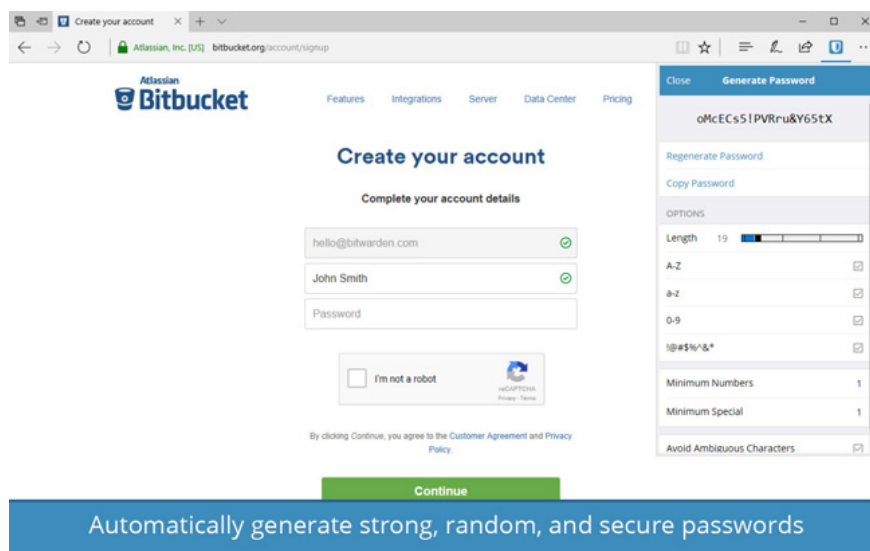 Create your account
Atlassian, Inc. [US] bitbucket.org/account/signup
Atlassian
Bitbucket
Features Integrations Server Data Center Pricing
Create your account
Complete your account details
hello@bitwarden.com
John Smith
Password
I'm not a robot
reCAPTCHA
Privacy - Terms
By clicking Continue, you agree to the Customer Agreement and Privacy
Policy.
Continue
Close Generate Password
oMcECs5!PVRru&Y65tX
Regenerate Password
Copy Password
OPTIONS
Length 19
A-Z
a-z
0-9
!@#$%^&*
Minimum Numbers 1
Minimum Special 1
Avoid Ambiguous Characters
Automatically generate strong, random, and secure passwords